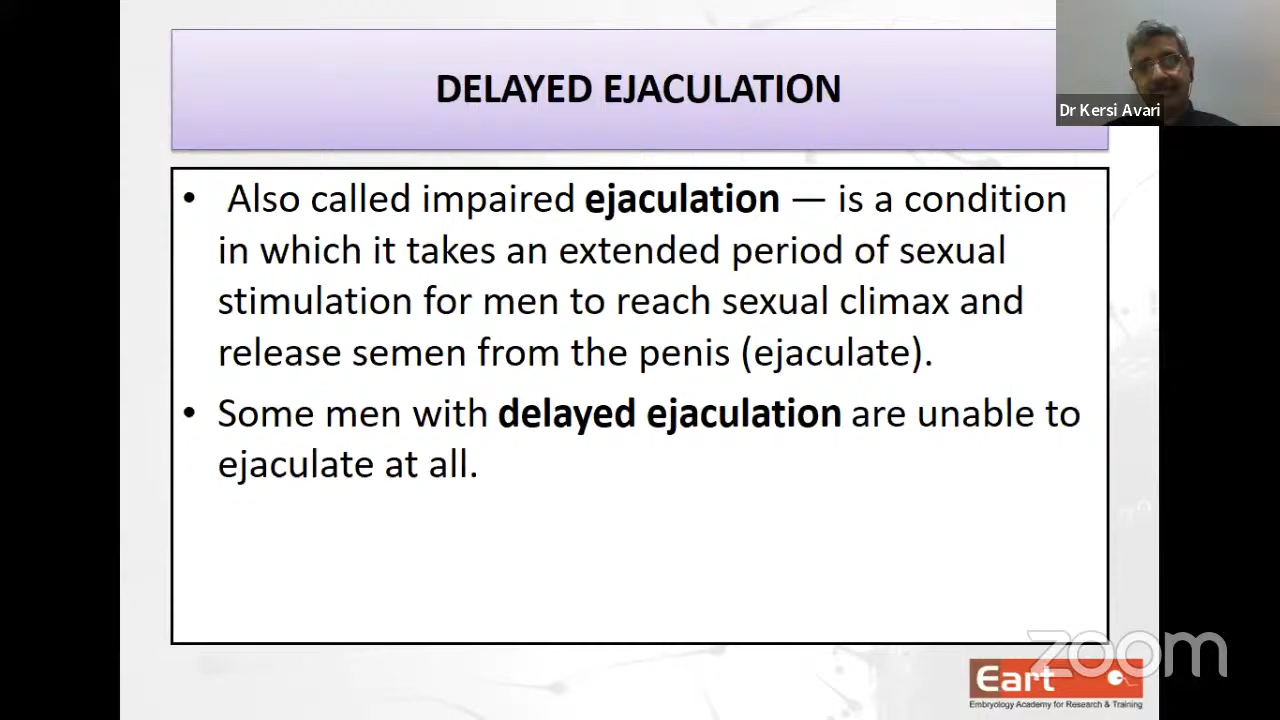 DELAYED EJACULATION
Dr Kersi Avari
• Also called impaired ejaculation — is a condition
in which it takes an extended period of sexual
stimulation for men to reach sexual climax and
release semen from the penis (ejaculate).
• Some men with delayed ejaculation are unable to
ejaculate at all.
zoom
Eart
Embryology Academy for Research & Training